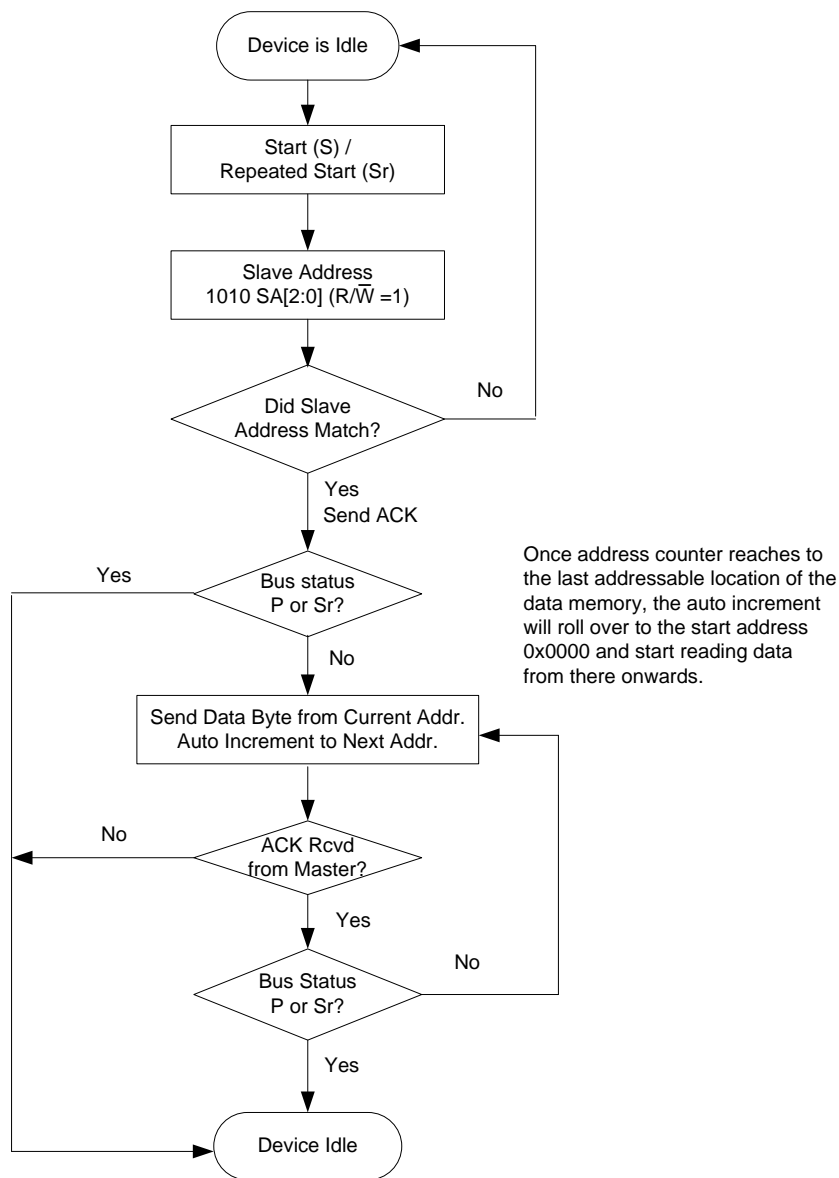 Device is Idle
Start (S) /
Repeated Start (Sr)
Slave Address
1010 SA[2:0] (R/W̅ =1)
Did Slave
Address Match?
No
Yes
Send ACK
Yes
Bus status
P or Sr?
No
Once address counter reaches to
the last addressable location of the
data memory, the auto increment
will roll over to the start address
0x0000 and start reading data
from there onwards.
Send Data Byte from Current Addr.
Auto Increment to Next Addr.
No
ACK Rcvd
from Master?
Yes
No
Bus Status
P or Sr?
Yes
Device Idle